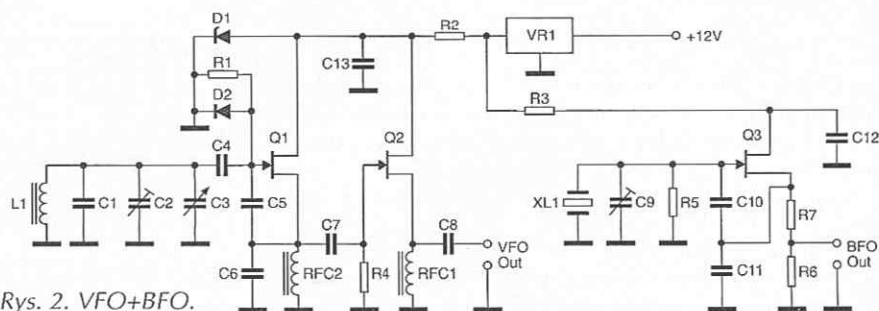 D1
R2
VR1
+12V
C13
R1
R3
D2
Q1
Q2
Q3
C12
C4
L1
C1
C2
C3
C5
XL1
C9
R5
C10
R7
C7
C8
VFO
Out
BFO
Out
C6
RFC2
R4
RFC1
C11
R6
Rys. 2. VFO+BFO.